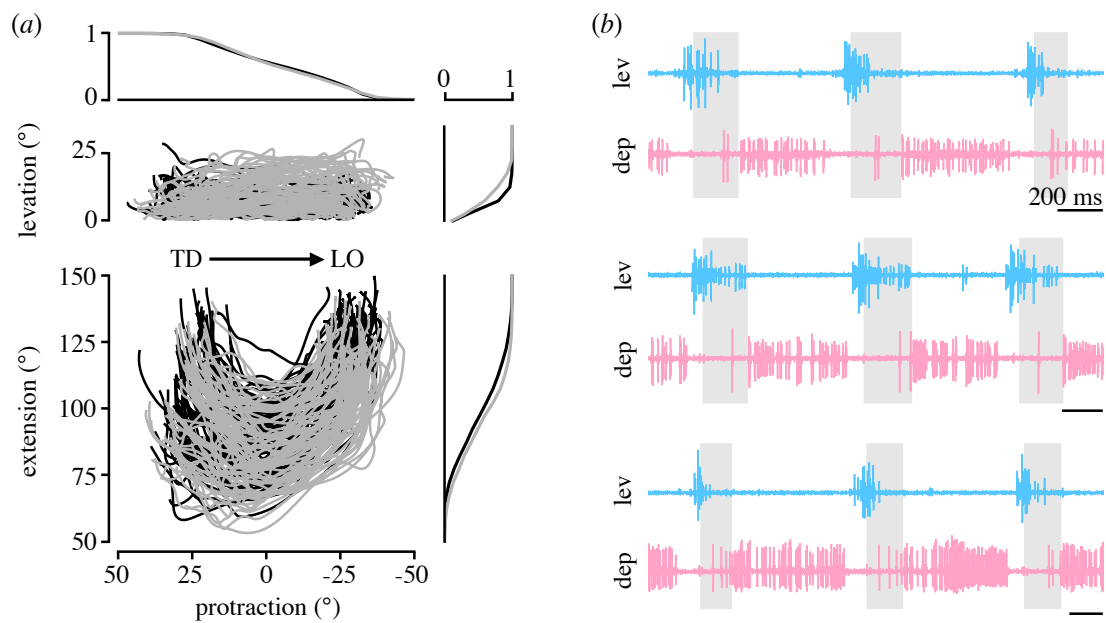 (a)
1
0
0 1
levation (°)
25
0
TD LO
extension (°)
150
125
100
75
50
50 25 0 -25 -50
protraction (°)
(b)
lev
dep
200 ms
lev
dep
lev
dep